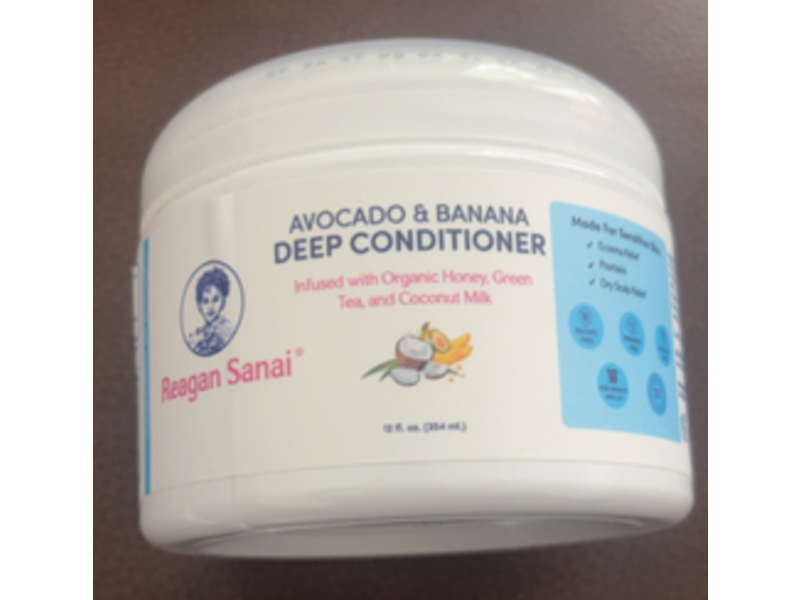 AVOCADO & BANANA
DEEP CONDITIONER
Infused with Organic Honey, Green
Tea, and Coconut Milk
Reagan Sanai®
12 fl. oz. (354 mL)
Made For Sensitive
✓ Eczema Relief
✓ Psoriasis
✓ Dry Scalp Relief